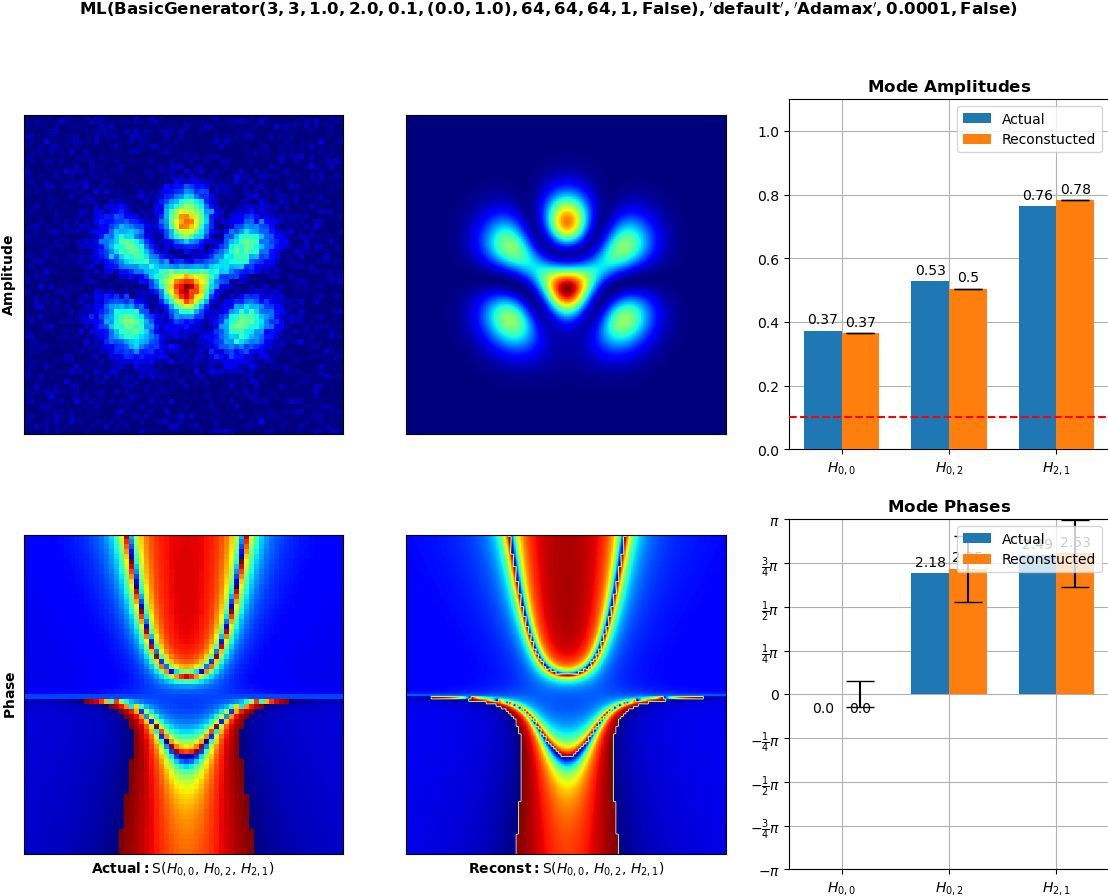 ML(BasicGenerator(3, 3, 1.0, 2.0, 0.1, (0.0, 1.0), 64, 64, 64, 1, False), ′default′, ′Adamax′, 0.0001, False)
Amplitude
Mode Amplitudes
Actual
Reconstucted
1.0
0.8
0.6
0.4
0.2
0.0
0.37
0.37
0.53
0.5
0.76
0.78
H0,0
H0,2
H2,1
Phase
Actual: S(H0,0, H0,2, H2,1)
Reconst: S(H0,0, H0,2, H2,1)
Mode Phases
Actual
Reconstucted
π
3/4π
1/2π
1/4π
0
−1/4π
−1/2π
−3/4π
−π
0.0
0.0
2.18
2.49
2.53
H0,0
H0,2
H2,1